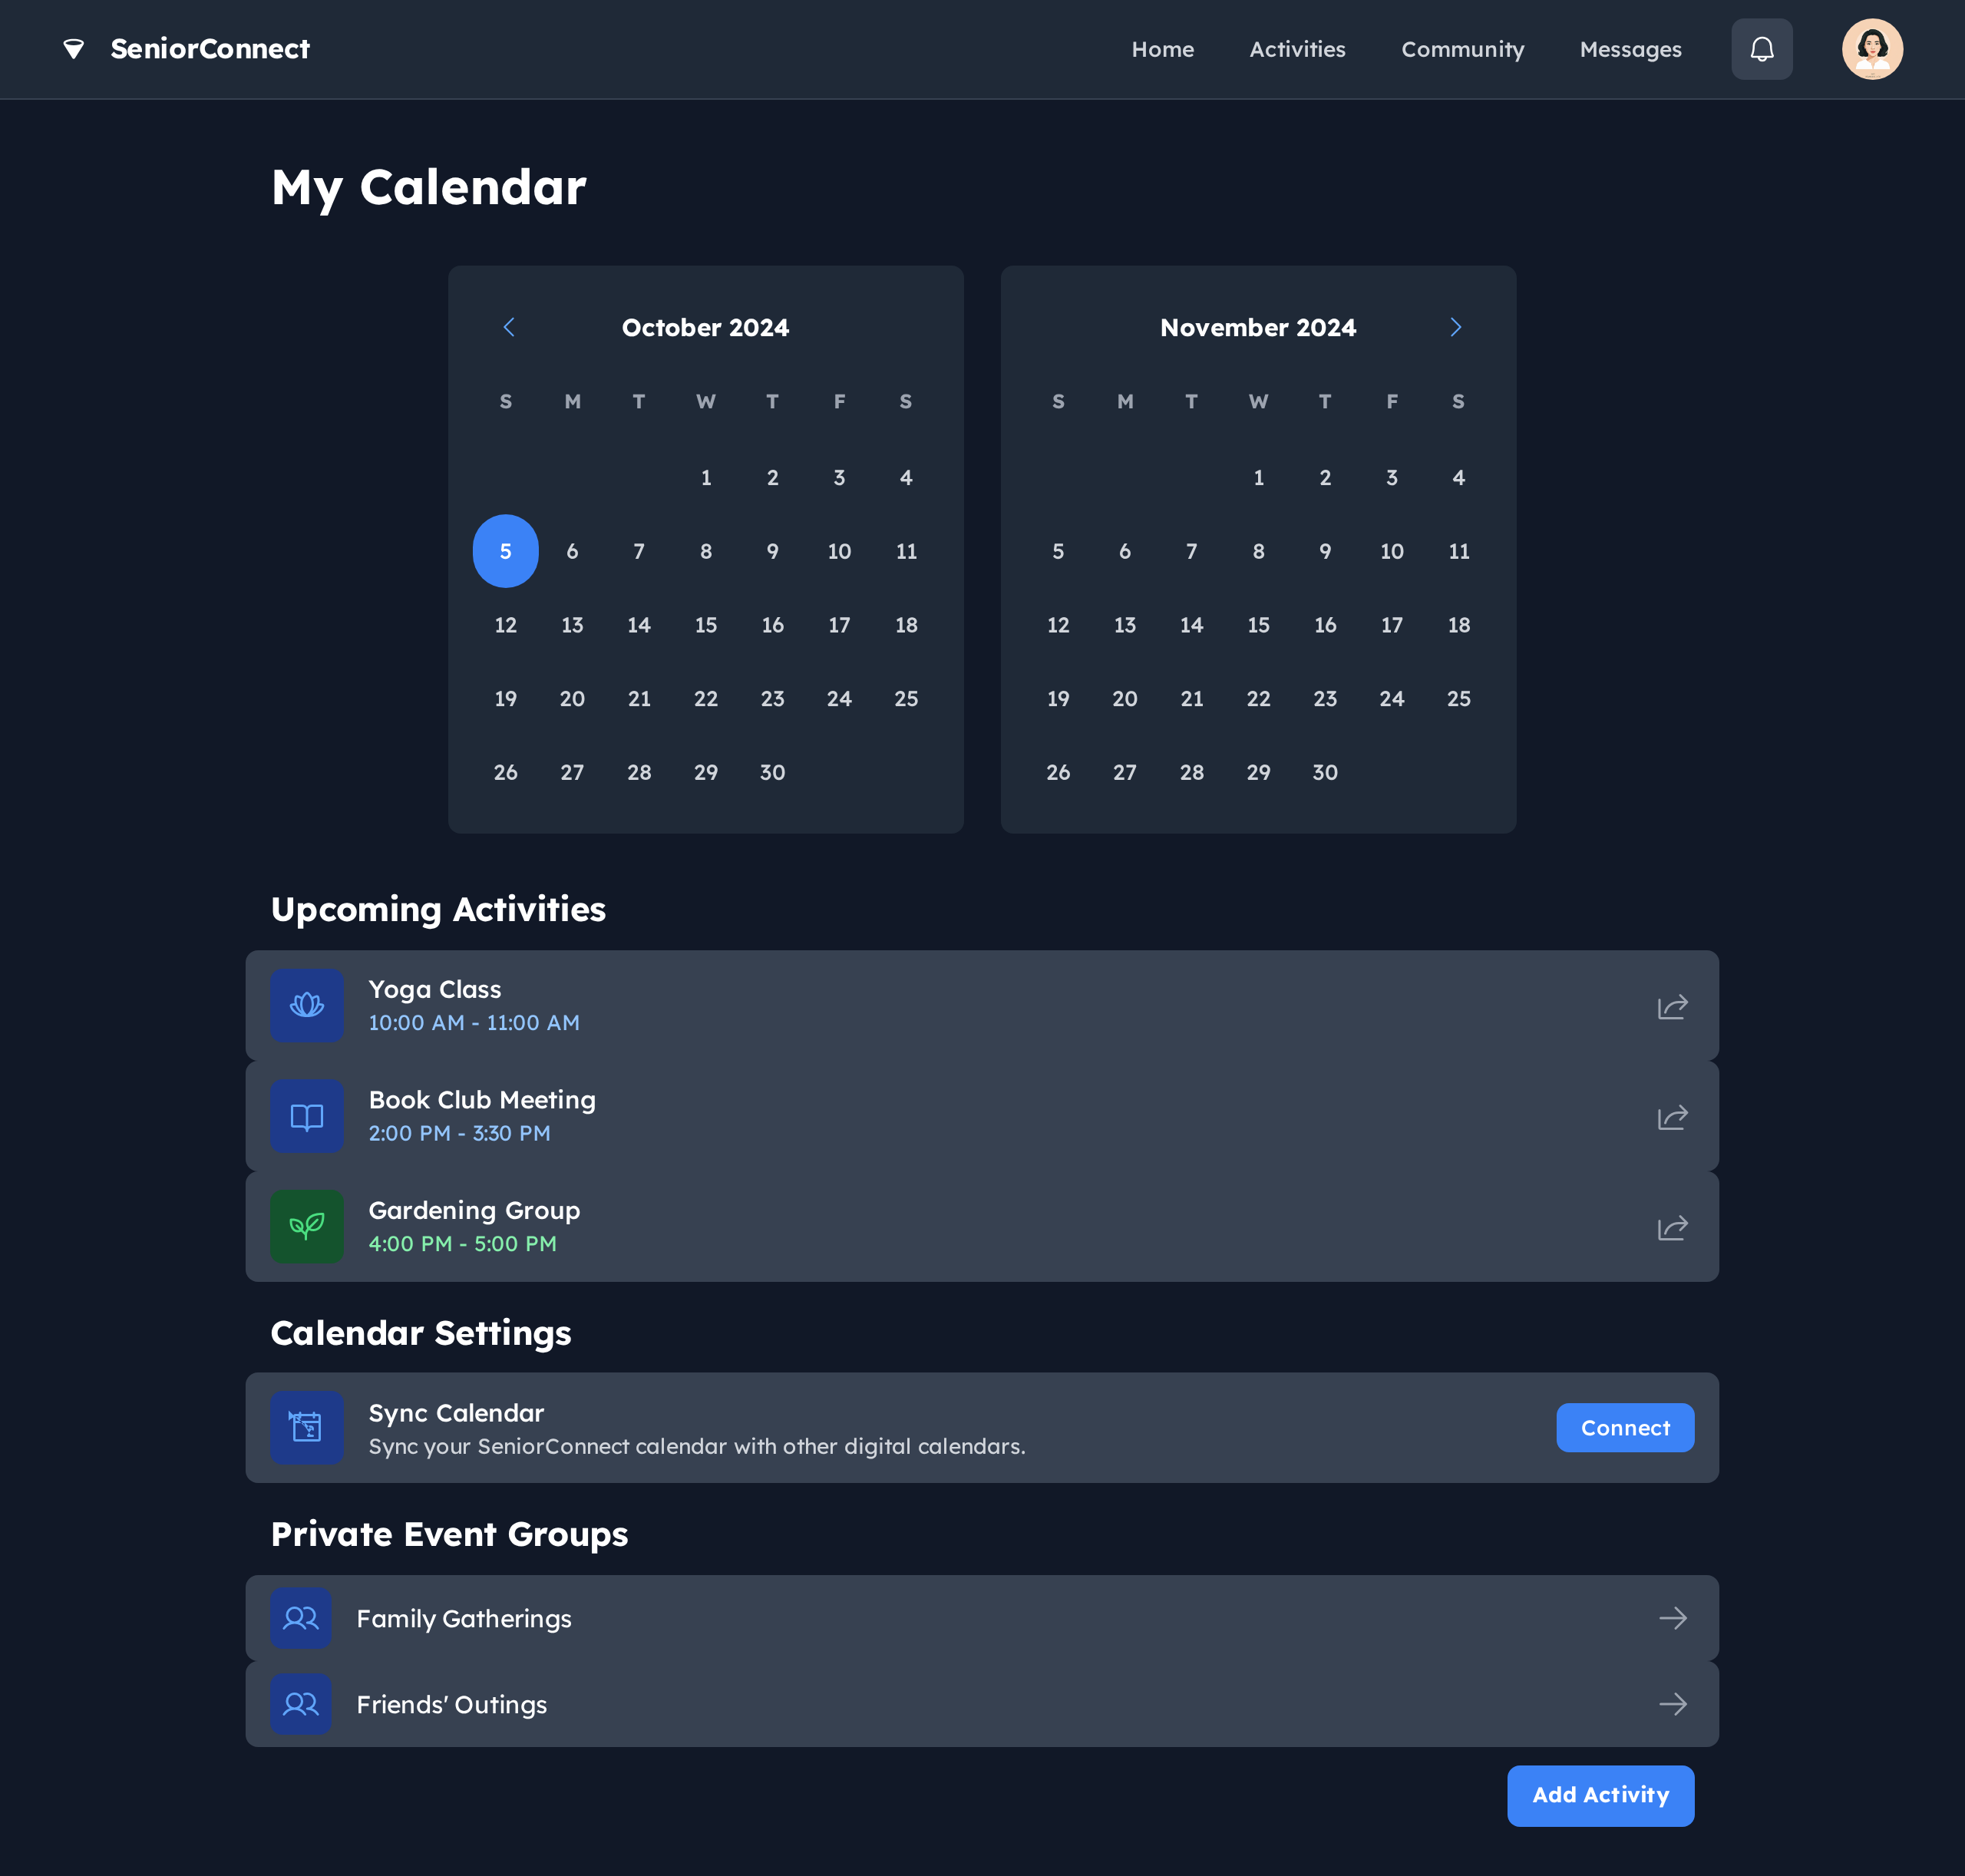 SeniorConnect
Home Activities Community Messages
My Calendar
October 2024
S M T W T F S
1 2 3 4
5 6 7 8 9 10 11
12 13 14 15 16 17 18
19 20 21 22 23 24 25
26 27 28 29 30
November 2024
S M T W T F S
1 2 3 4
5 6 7 8 9 10 11
12 13 14 15 16 17 18
19 20 21 22 23 24 25
26 27 28 29 30
Upcoming Activities
Yoga Class
10:00 AM - 11:00 AM
Book Club Meeting
2:00 PM - 3:30 PM
Gardening Group
4:00 PM - 5:00 PM
Calendar Settings
Sync Calendar
Sync your SeniorConnect calendar with other digital calendars.
Connect
Private Event Groups
Family Gatherings
Friends' Outings
Add Activity